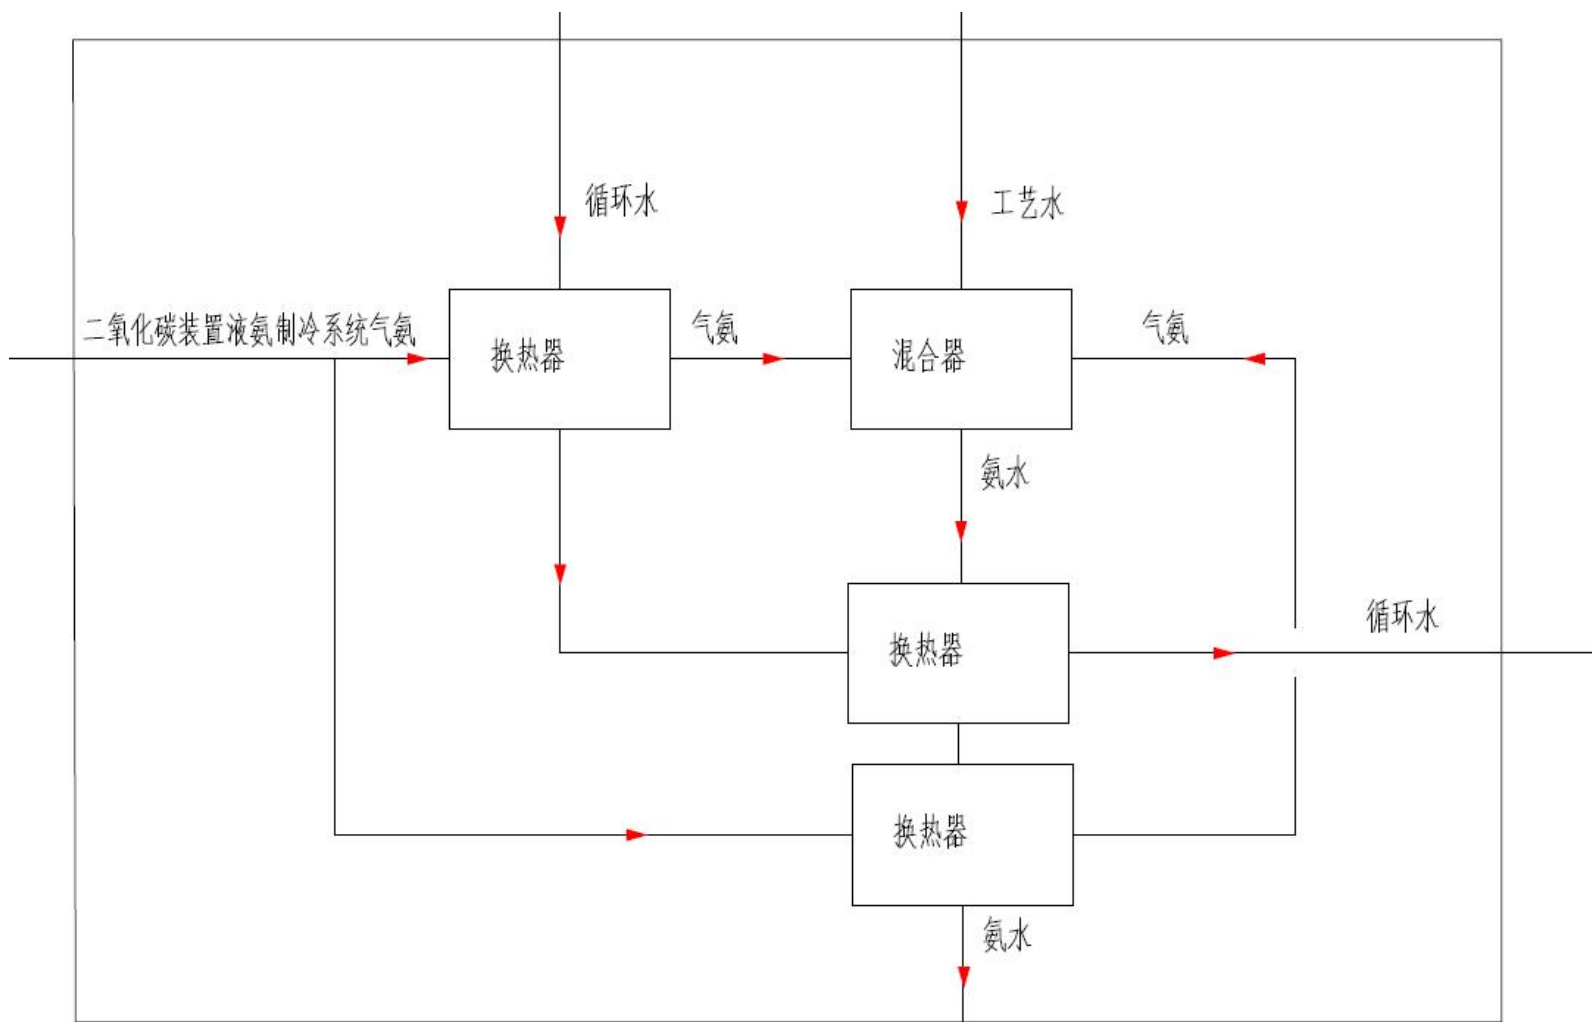 循环水
工艺水
二氧化碳装置液氨制冷系统气氨
换热器
气氨
混合器
气氨
氨水
换热器
循环水
换热器
氨水